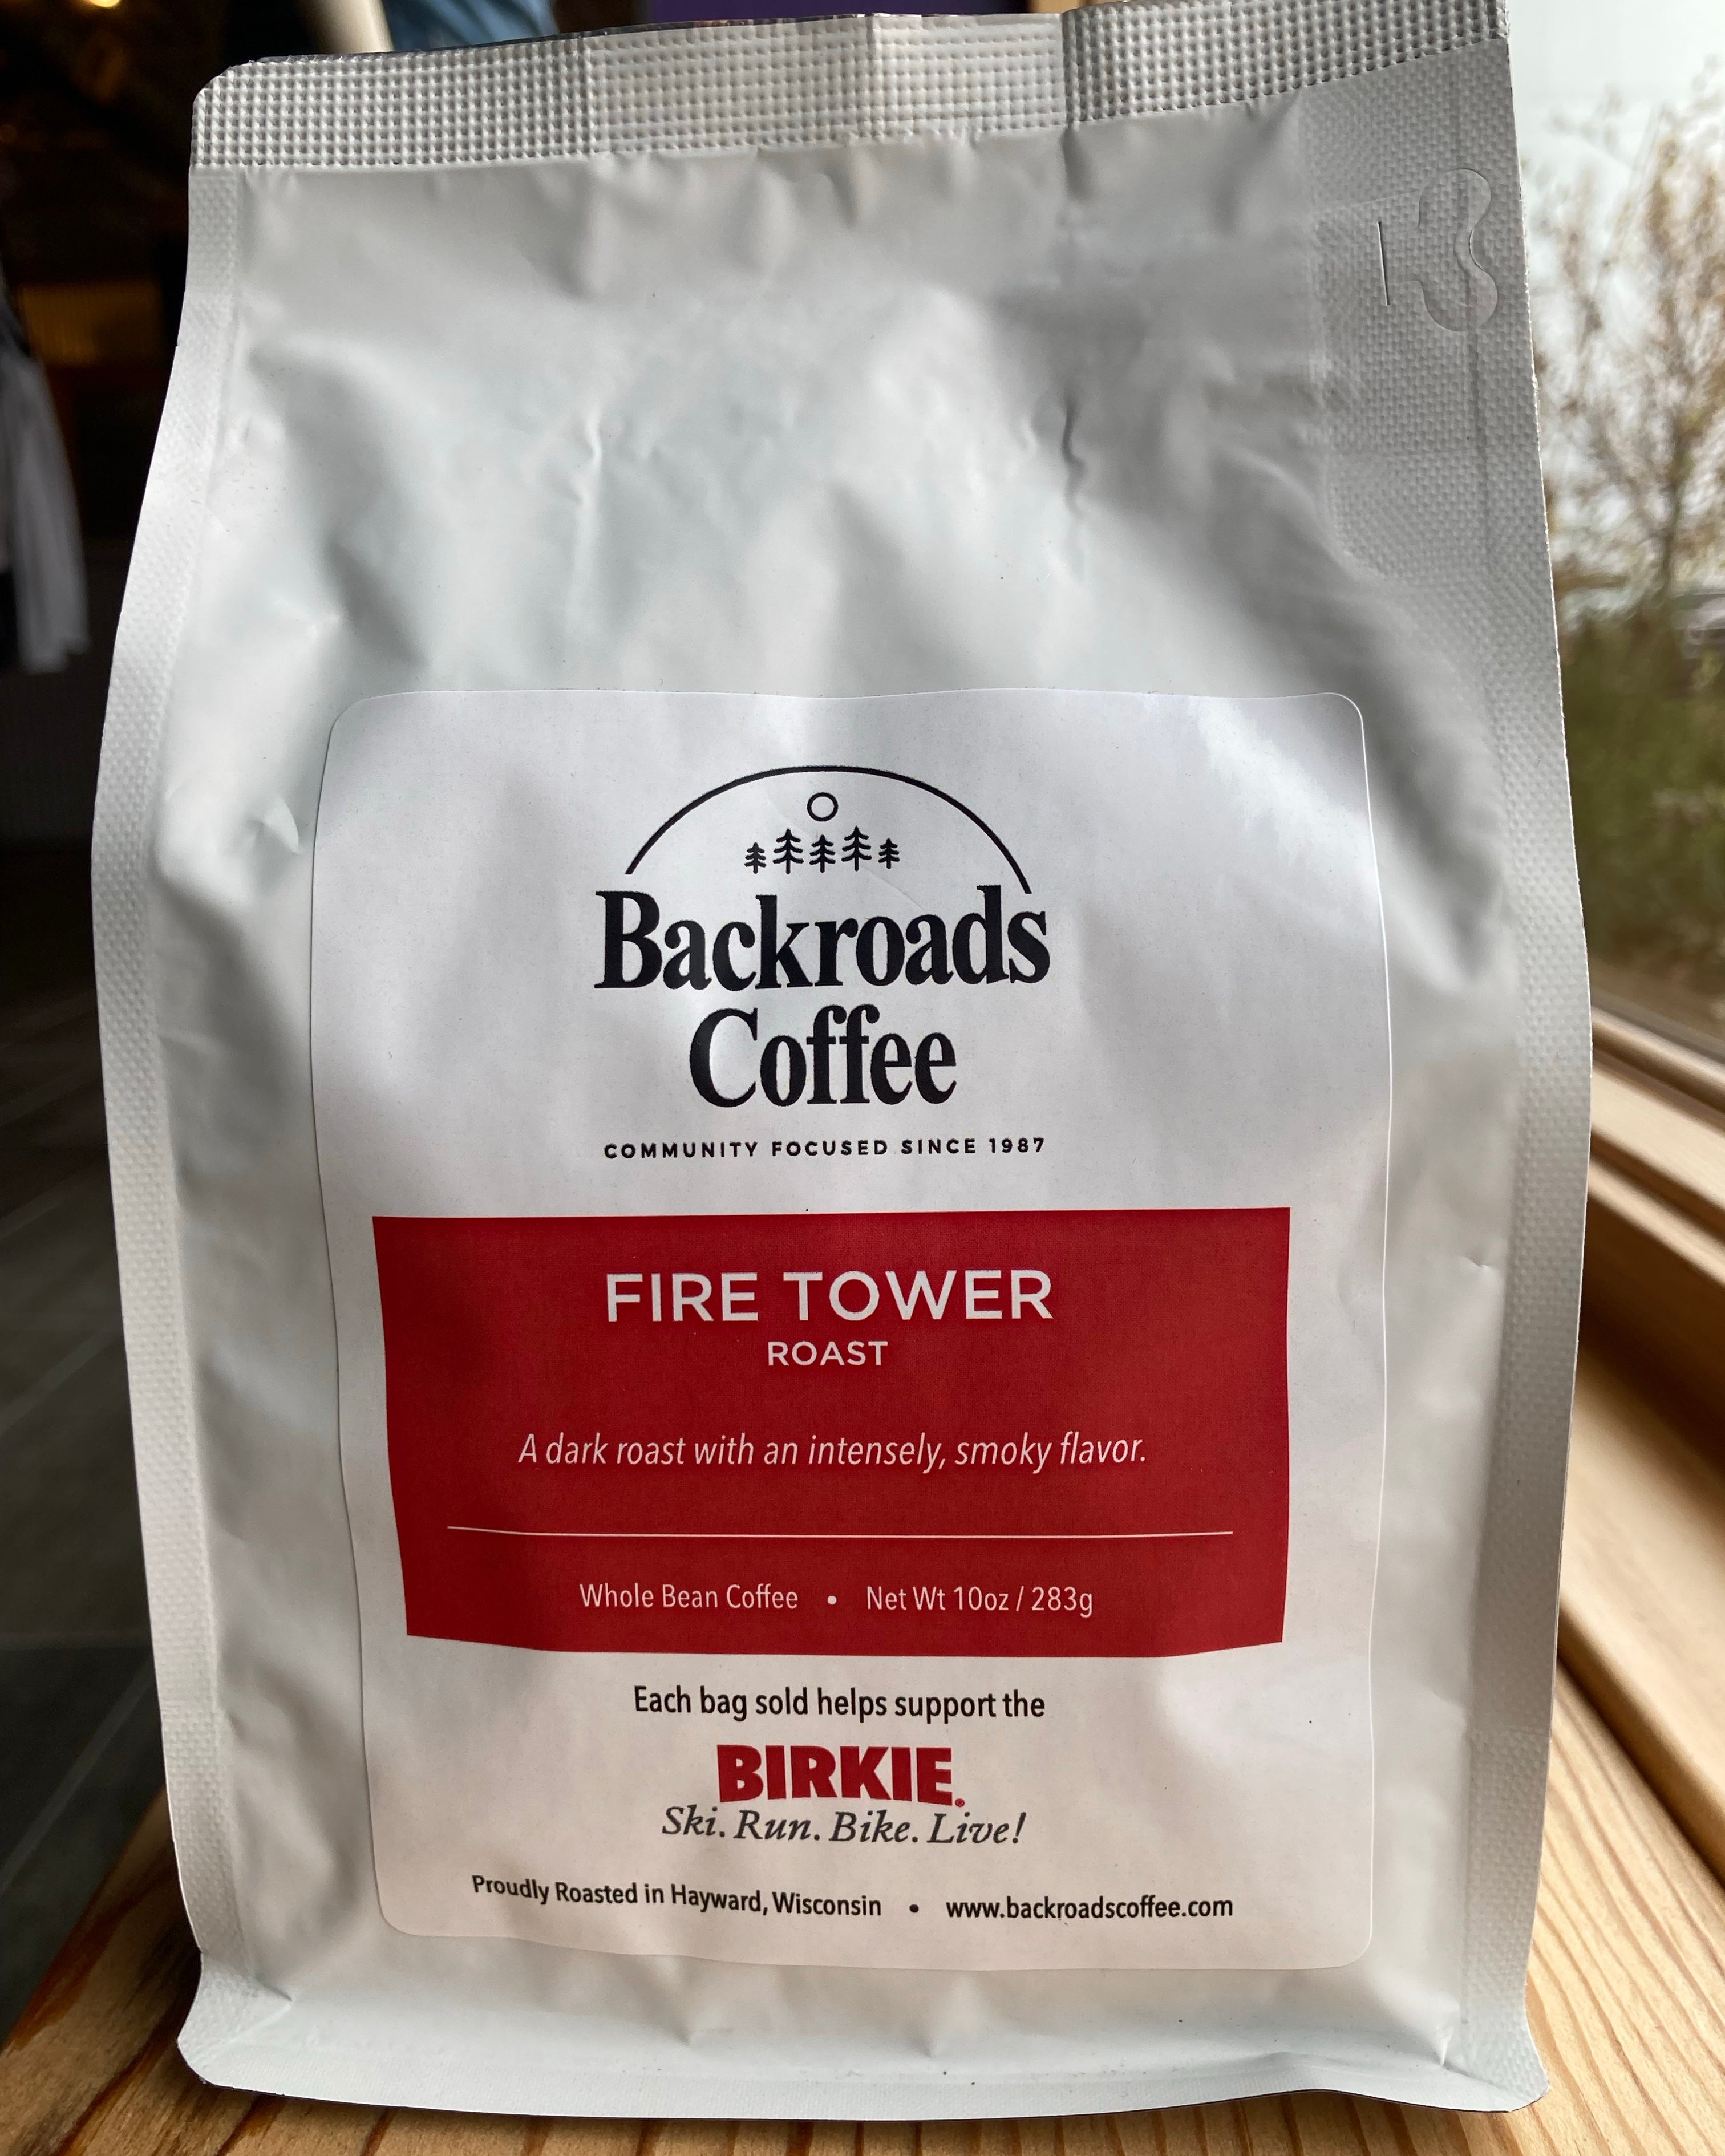 Backroads
Coffee
COMMUNITY FOCUSED SINCE 1987
FIRE TOWER
ROAST
A dark roast with an intensely, smoky flavor.
Whole Bean Coffee • Net Wt 10oz / 283g
Each bag sold helps support the
BIRKIE®
Ski. Run. Bike. Live!
Proudly Roasted in Hayward, Wisconsin • www.backroadscoffee.com